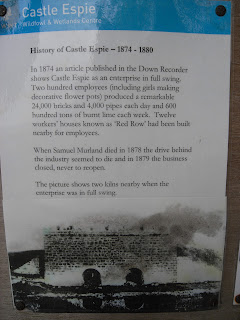 Castle Espie
Wildfowl & Wetlands Centre
History of Castle Espie – 1874 - 1880
In 1874 an article published in the Down Recorder
shows Castle Espie as an enterprise in full swing.
Two hundred employees (including girls making
decorative flower pots) produced a remarkable
24,000 bricks and 4,000 pipes each day and 600
hundred tons of burnt lime each week. Twelve
workers' houses known as 'Red Row' had been built
nearby for employees.
When Samuel Murland died in 1878 the drive behind
the industry seemed to die and in 1879 the business
closed, never to reopen.
The picture shows two kilns nearby when the
enterprise was in full swing.